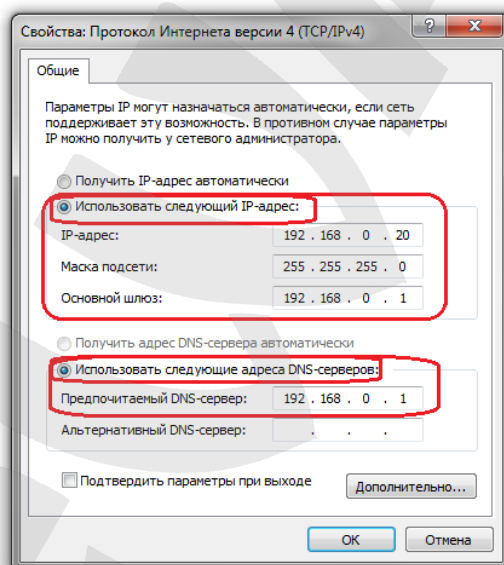 Свойства: Протокол Интернета версии 4 (TCP/IPv4)
Общие
Параметры IP могут назначаться автоматически, если сеть
поддерживает эту возможность. В противном случае параметры
IP можно получить у сетевого администратора.
Получить IP-адрес автоматически
Использовать следующий IP-адрес:
IP-адрес: 192 . 168 . 0 . 20
Маска подсети: 255 . 255 . 255 . 0
Основной шлюз: 192 . 168 . 0 . 1
Получить адрес DNS-сервера автоматически
Использовать следующие адреса DNS-серверов:
Предпочитаемый DNS-сервер: 192 . 168 . 0 . 1
Альтернативный DNS-сервер: . . .
Подтвердить параметры при выходе
Дополнительно...
ОК Отмена